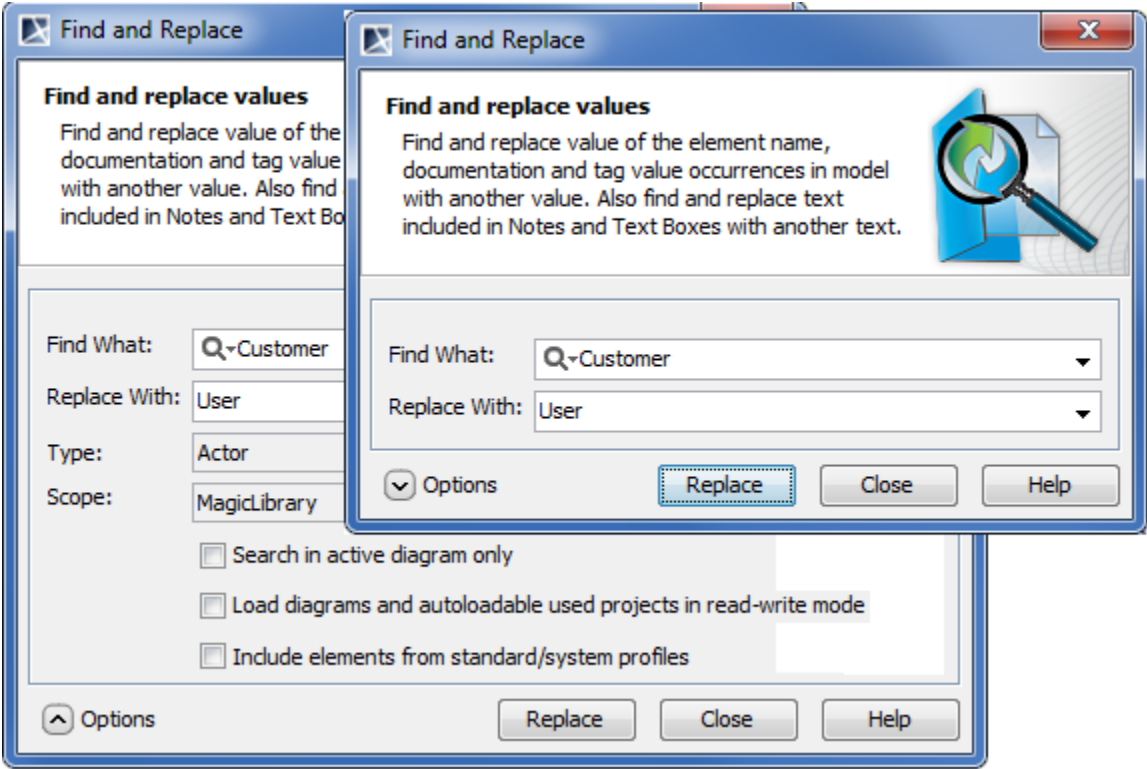 Find and Replace
Find and replace values
Find and replace value of the
documentation and tag value
with another value. Also find
included in Notes and Text Bo
Find What:
Customer
Replace With:
User
Type:
Actor
Scope:
MagicLibrary
Search in active diagram only
Load diagrams and autoloadable used projects in read-write mode
Include elements from standard/system profiles
Options
Replace
Close
Help
Find and Replace
Find and replace values
Find and replace value of the element name,
documentation and tag value occurrences in model
with another value. Also find and replace text
included in Notes and Text Boxes with another text.
Find What:
Customer
Replace With:
User
Options
Replace
Close
Help